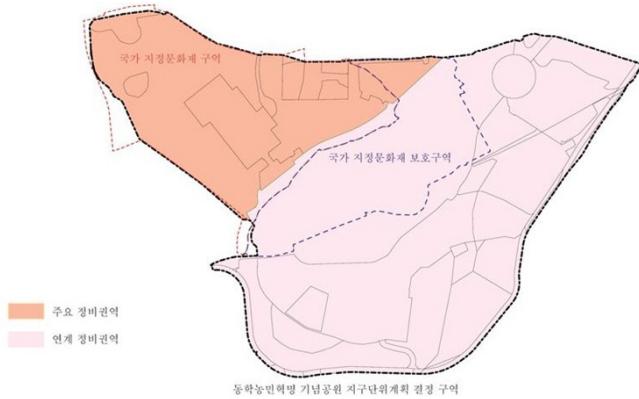 국가 지정문화재 구역
국가 지정문화재 보호구역
주요 정비권역
연계 정비권역
동학농민혁명 기념공원 지구단위계획 결정 구역